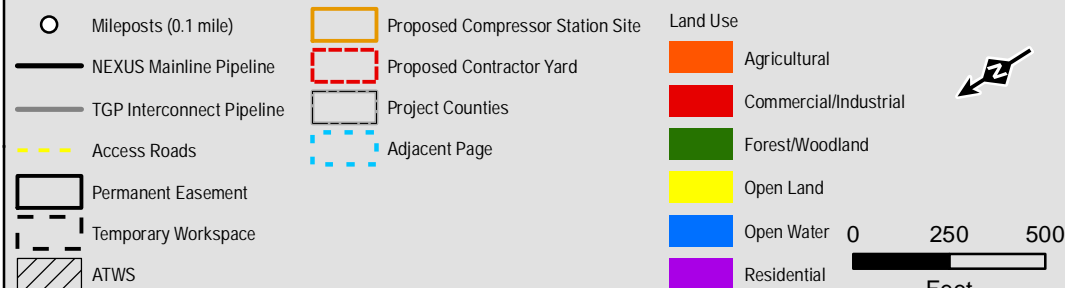 Mileposts (0.1 mile)
NEXUS Mainline Pipeline
TGP Interconnect Pipeline
Access Roads
Permanent Easement
Temporary Workspace
ATWS
Proposed Compressor Station Site
Proposed Contractor Yard
Project Counties
Adjacent Page
Land Use
Agricultural
Commercial/Industrial
Forest/Woodland
Open Land
Open Water
Residential
N
0 250 500
Feet